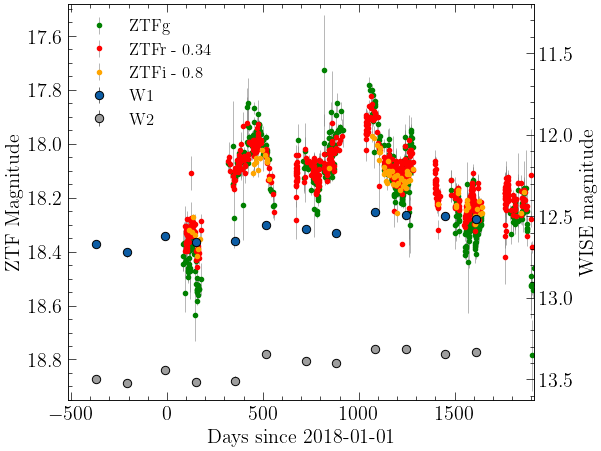 ZTFg
ZTFr - 0.34
ZTFi - 0.8
W1
W2
17.6
17.8
18.0
18.2
18.4
18.6
18.8
ZTF Magnitude
11.5
12.0
12.5
13.0
13.5
WISE magnitude
−500
0
500
1000
1500
Days since 2018-01-01